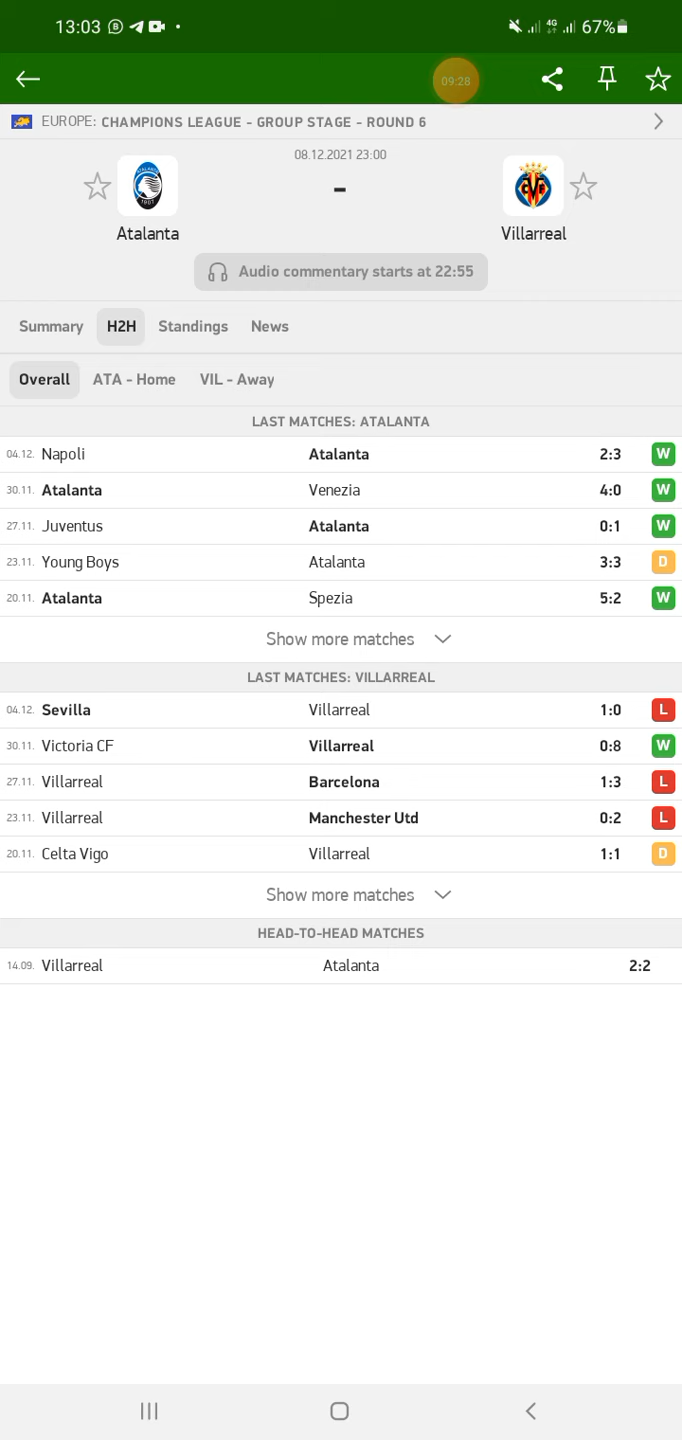 13:03 67%
4G
09:28
EUROPE: CHAMPIONS LEAGUE - GROUP STAGE - ROUND 6
08.12.2021 23:00
-
Atalanta Villarreal
Audio commentary starts at 22:55
Summary H2H Standings News
Overall ATA - Home VIL - Away
LAST MATCHES: ATALANTA
04.12. Napoli Atalanta 2:3 W
30.11. Atalanta Venezia 4:0 W
27.11. Juventus Atalanta 0:1 W
23.11. Young Boys Atalanta 3:3 D
20.11. Atalanta Spezia 5:2 W
Show more matches
LAST MATCHES: VILLARREAL
04.12. Sevilla Villarreal 1:0 L
30.11. Victoria CF Villarreal 0:8 W
27.11. Villarreal Barcelona 1:3 L
23.11. Villarreal Manchester Utd 0:2 L
20.11. Celta Vigo Villarreal 1:1 D
Show more matches
HEAD-TO-HEAD MATCHES
14.09. Villarreal Atalanta 2:2